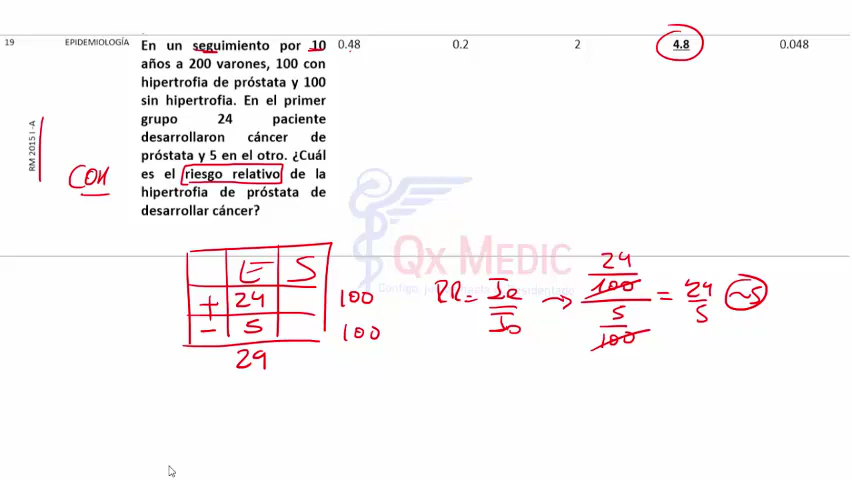 19 EPIDEMIOLOGÍA En un seguimiento por 10 0.48 0.2 2 4.8 0.048
años a 200 varones, 100 con
hipertrofia de próstata y 100
sin hipertrofia. En el primer
grupo 24 paciente
desarrollaron cáncer de
próstata y 5 en el otro. ¿Cuál
es el riesgo relativo de la
hipertrofia de próstata de
desarrollar cáncer?
RM 2015 I -A
COH
Qx MEDIC
E S
+ 24 100
- 5 100
29
RR = Ie / Io → 24/100 / 5/100 = 24/5 ~5